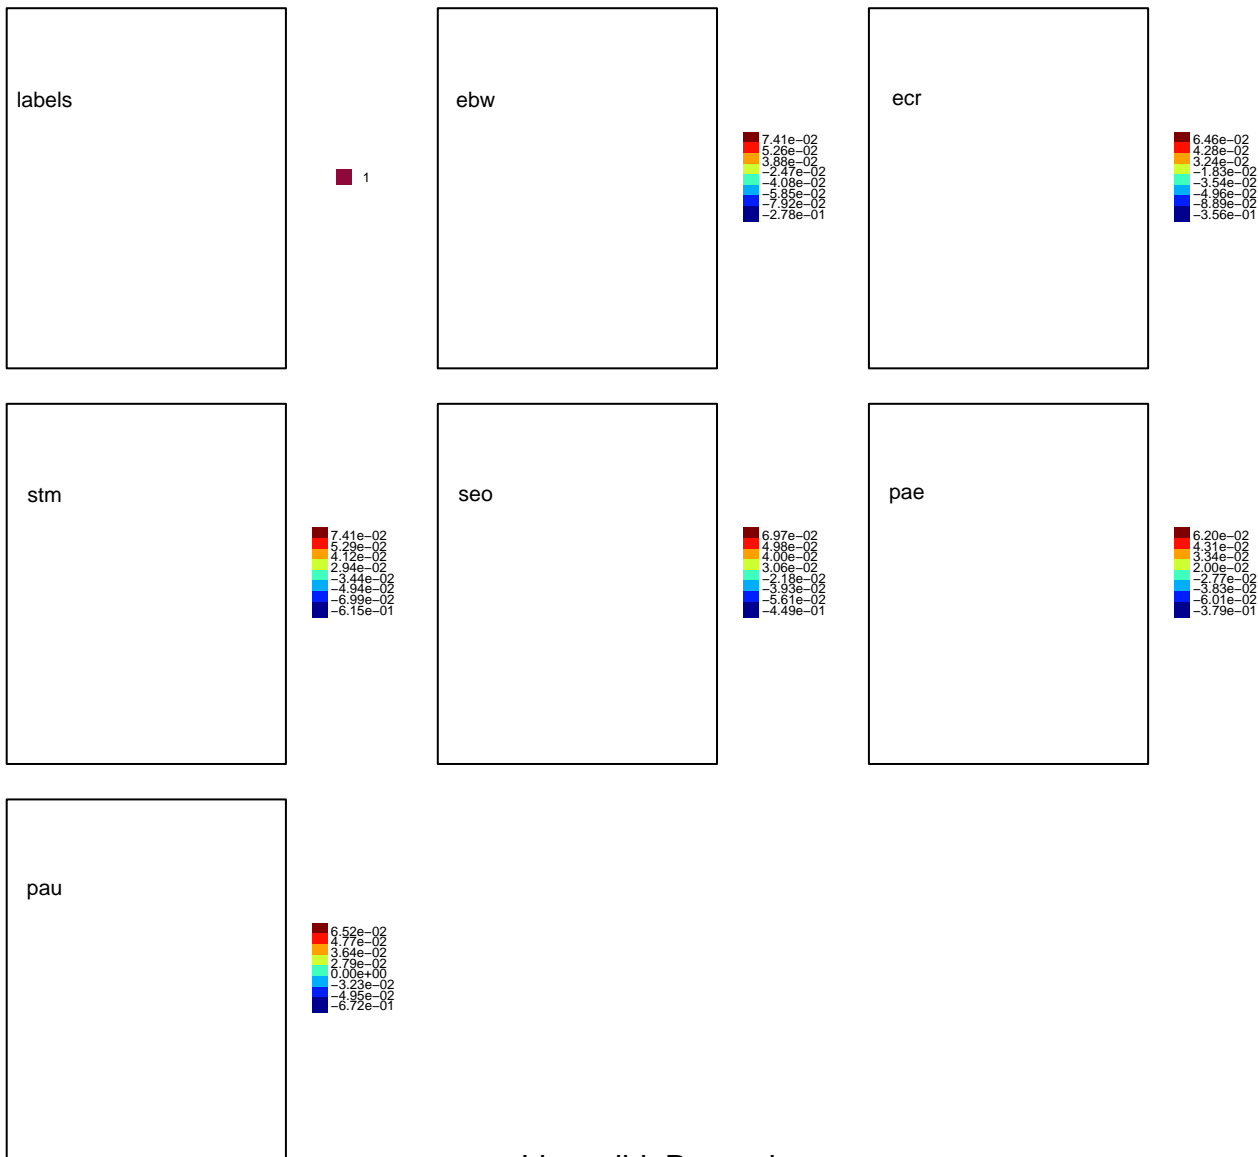 labels
1
ebw
7.41e−02
5.26e−02
3.88e−02
−2.47e−02
−4.08e−02
−5.85e−02
−7.92e−02
−2.78e−01
ecr
6.46e−02
4.28e−02
3.24e−02
−1.83e−02
−3.54e−02
−4.96e−02
−8.89e−02
−3.56e−01
stm
7.41e−02
5.29e−02
4.12e−02
2.94e−02
−3.44e−02
−4.94e−02
−6.99e−02
−6.15e−01
seo
6.97e−02
4.98e−02
4.00e−02
3.06e−02
−2.18e−02
−3.93e−02
−5.61e−02
−4.49e−01
pae
6.20e−02
4.31e−02
3.34e−02
2.00e−02
−2.77e−02
−3.83e−02
−6.01e−02
−3.79e−01
pau
6.52e−02
4.77e−02
3.64e−02
2.79e−02
0.00e+00
−3.23e−02
−4.95e−02
−6.72e−01